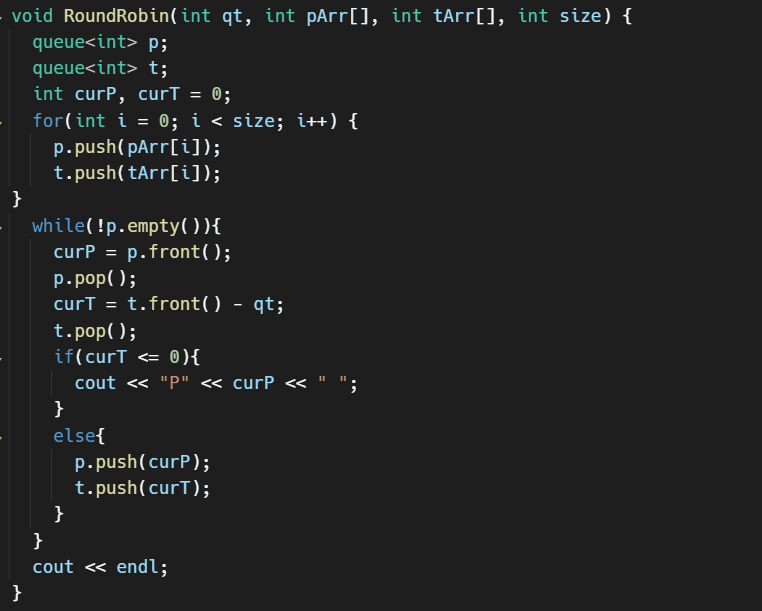 void RoundRobin(int qt, int pArr[], int tArr[], int size) {
  queue<int> p;
  queue<int> t;
  int curP, curT = 0;
  for(int i = 0; i < size; i++) {
    p.push(pArr[i]);
    t.push(tArr[i]);
}
  while(!p.empty()){
    curP = p.front();
    p.pop();
    curT = t.front() - qt;
    t.pop();
    if(curT <= 0){
      cout << "P" << curP << " ";
    }
    else{
      p.push(curP);
      t.push(curT);
    }
  }
  cout << endl;
}